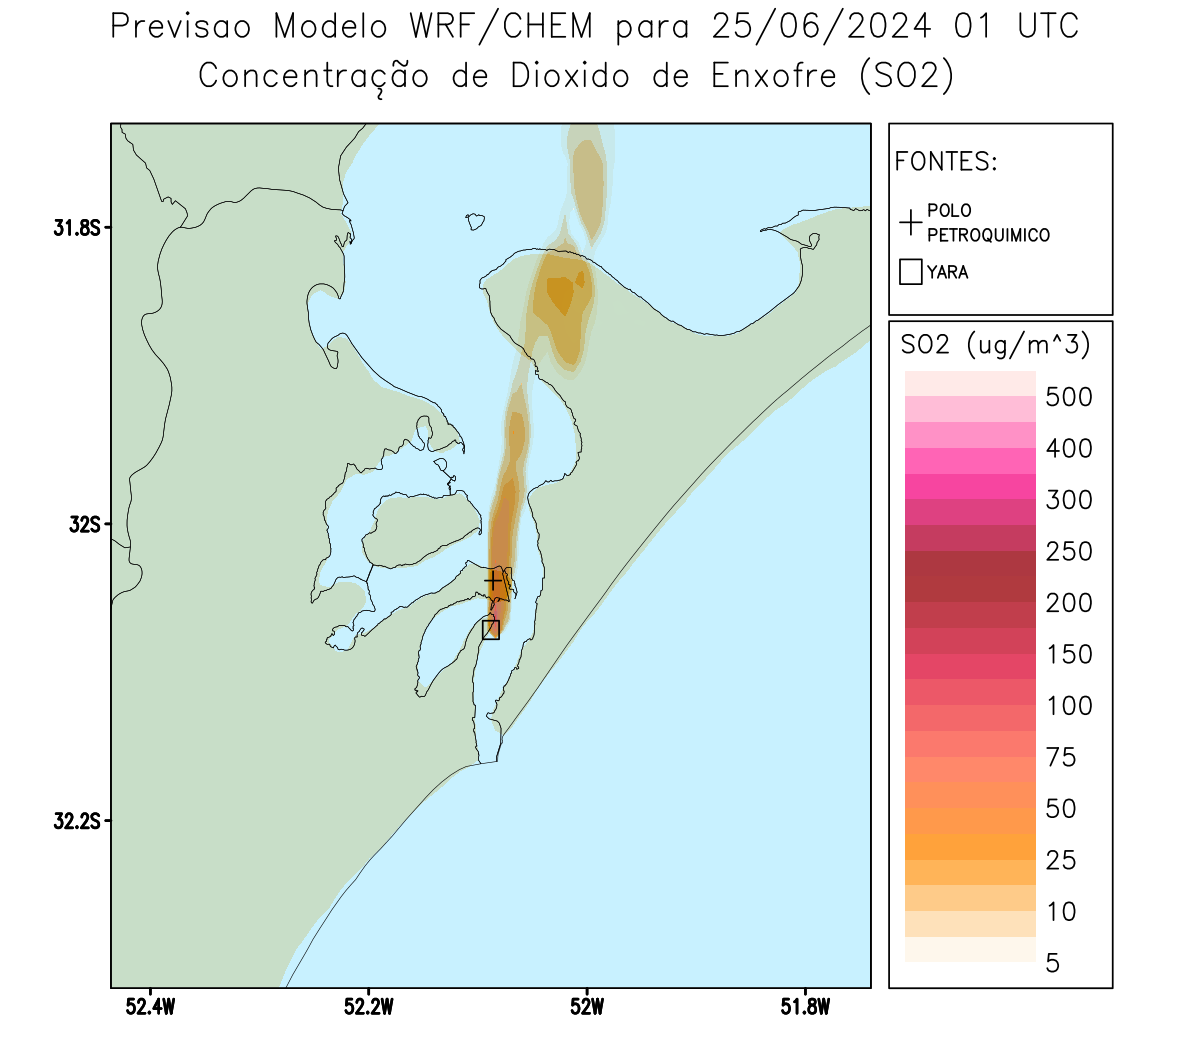 Previsao Modelo WRF/CHEM para 25/06/2024 01 UTC
Concentração de Dioxido de Enxofre (SO2)
FONTES:
POLO
PETROQUIMICO
YARA
31.8S
32S
32.2S
52.4W
52.2W
52W
51.8W
SO2 (ug/m^3)
500
400
300
250
200
150
100
75
50
25
10
5